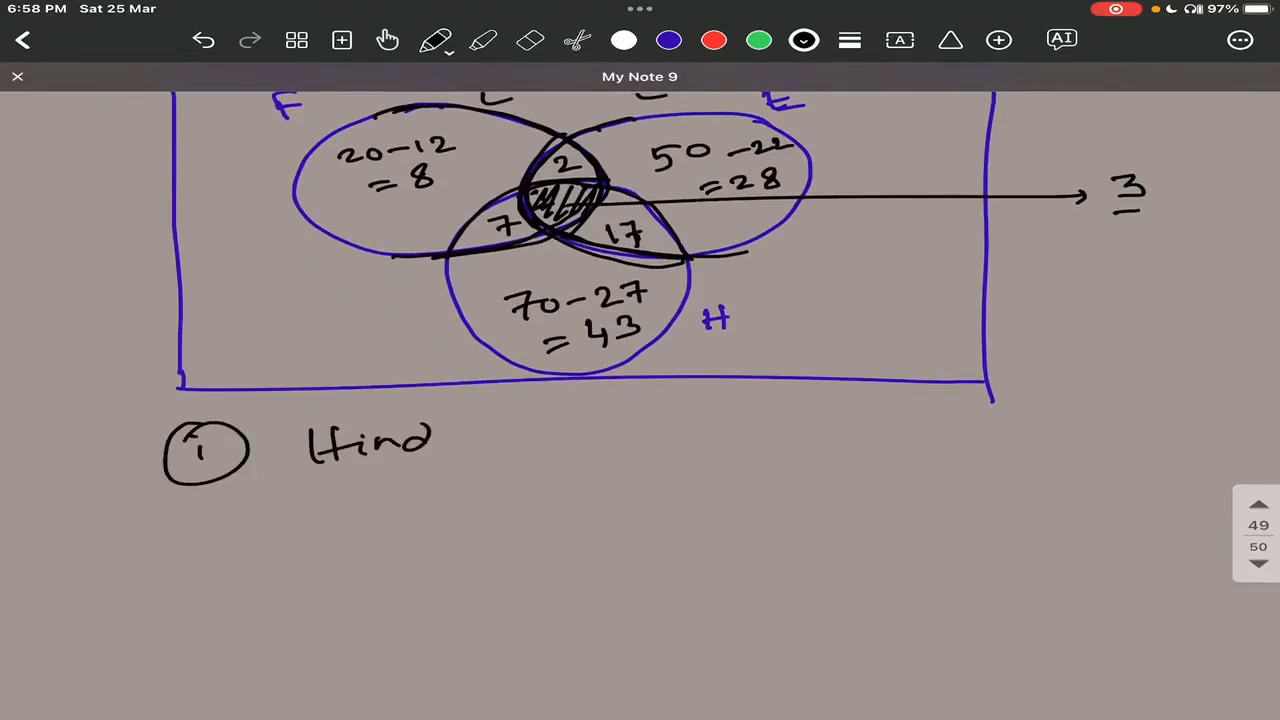 6:58 PM Sat 25 Mar
97%
A
AI
My Note 9
F
E
20-12
= 8
2
50 -22
= 28
3
7
17
70-27
= 43
H
49
50
i Hind